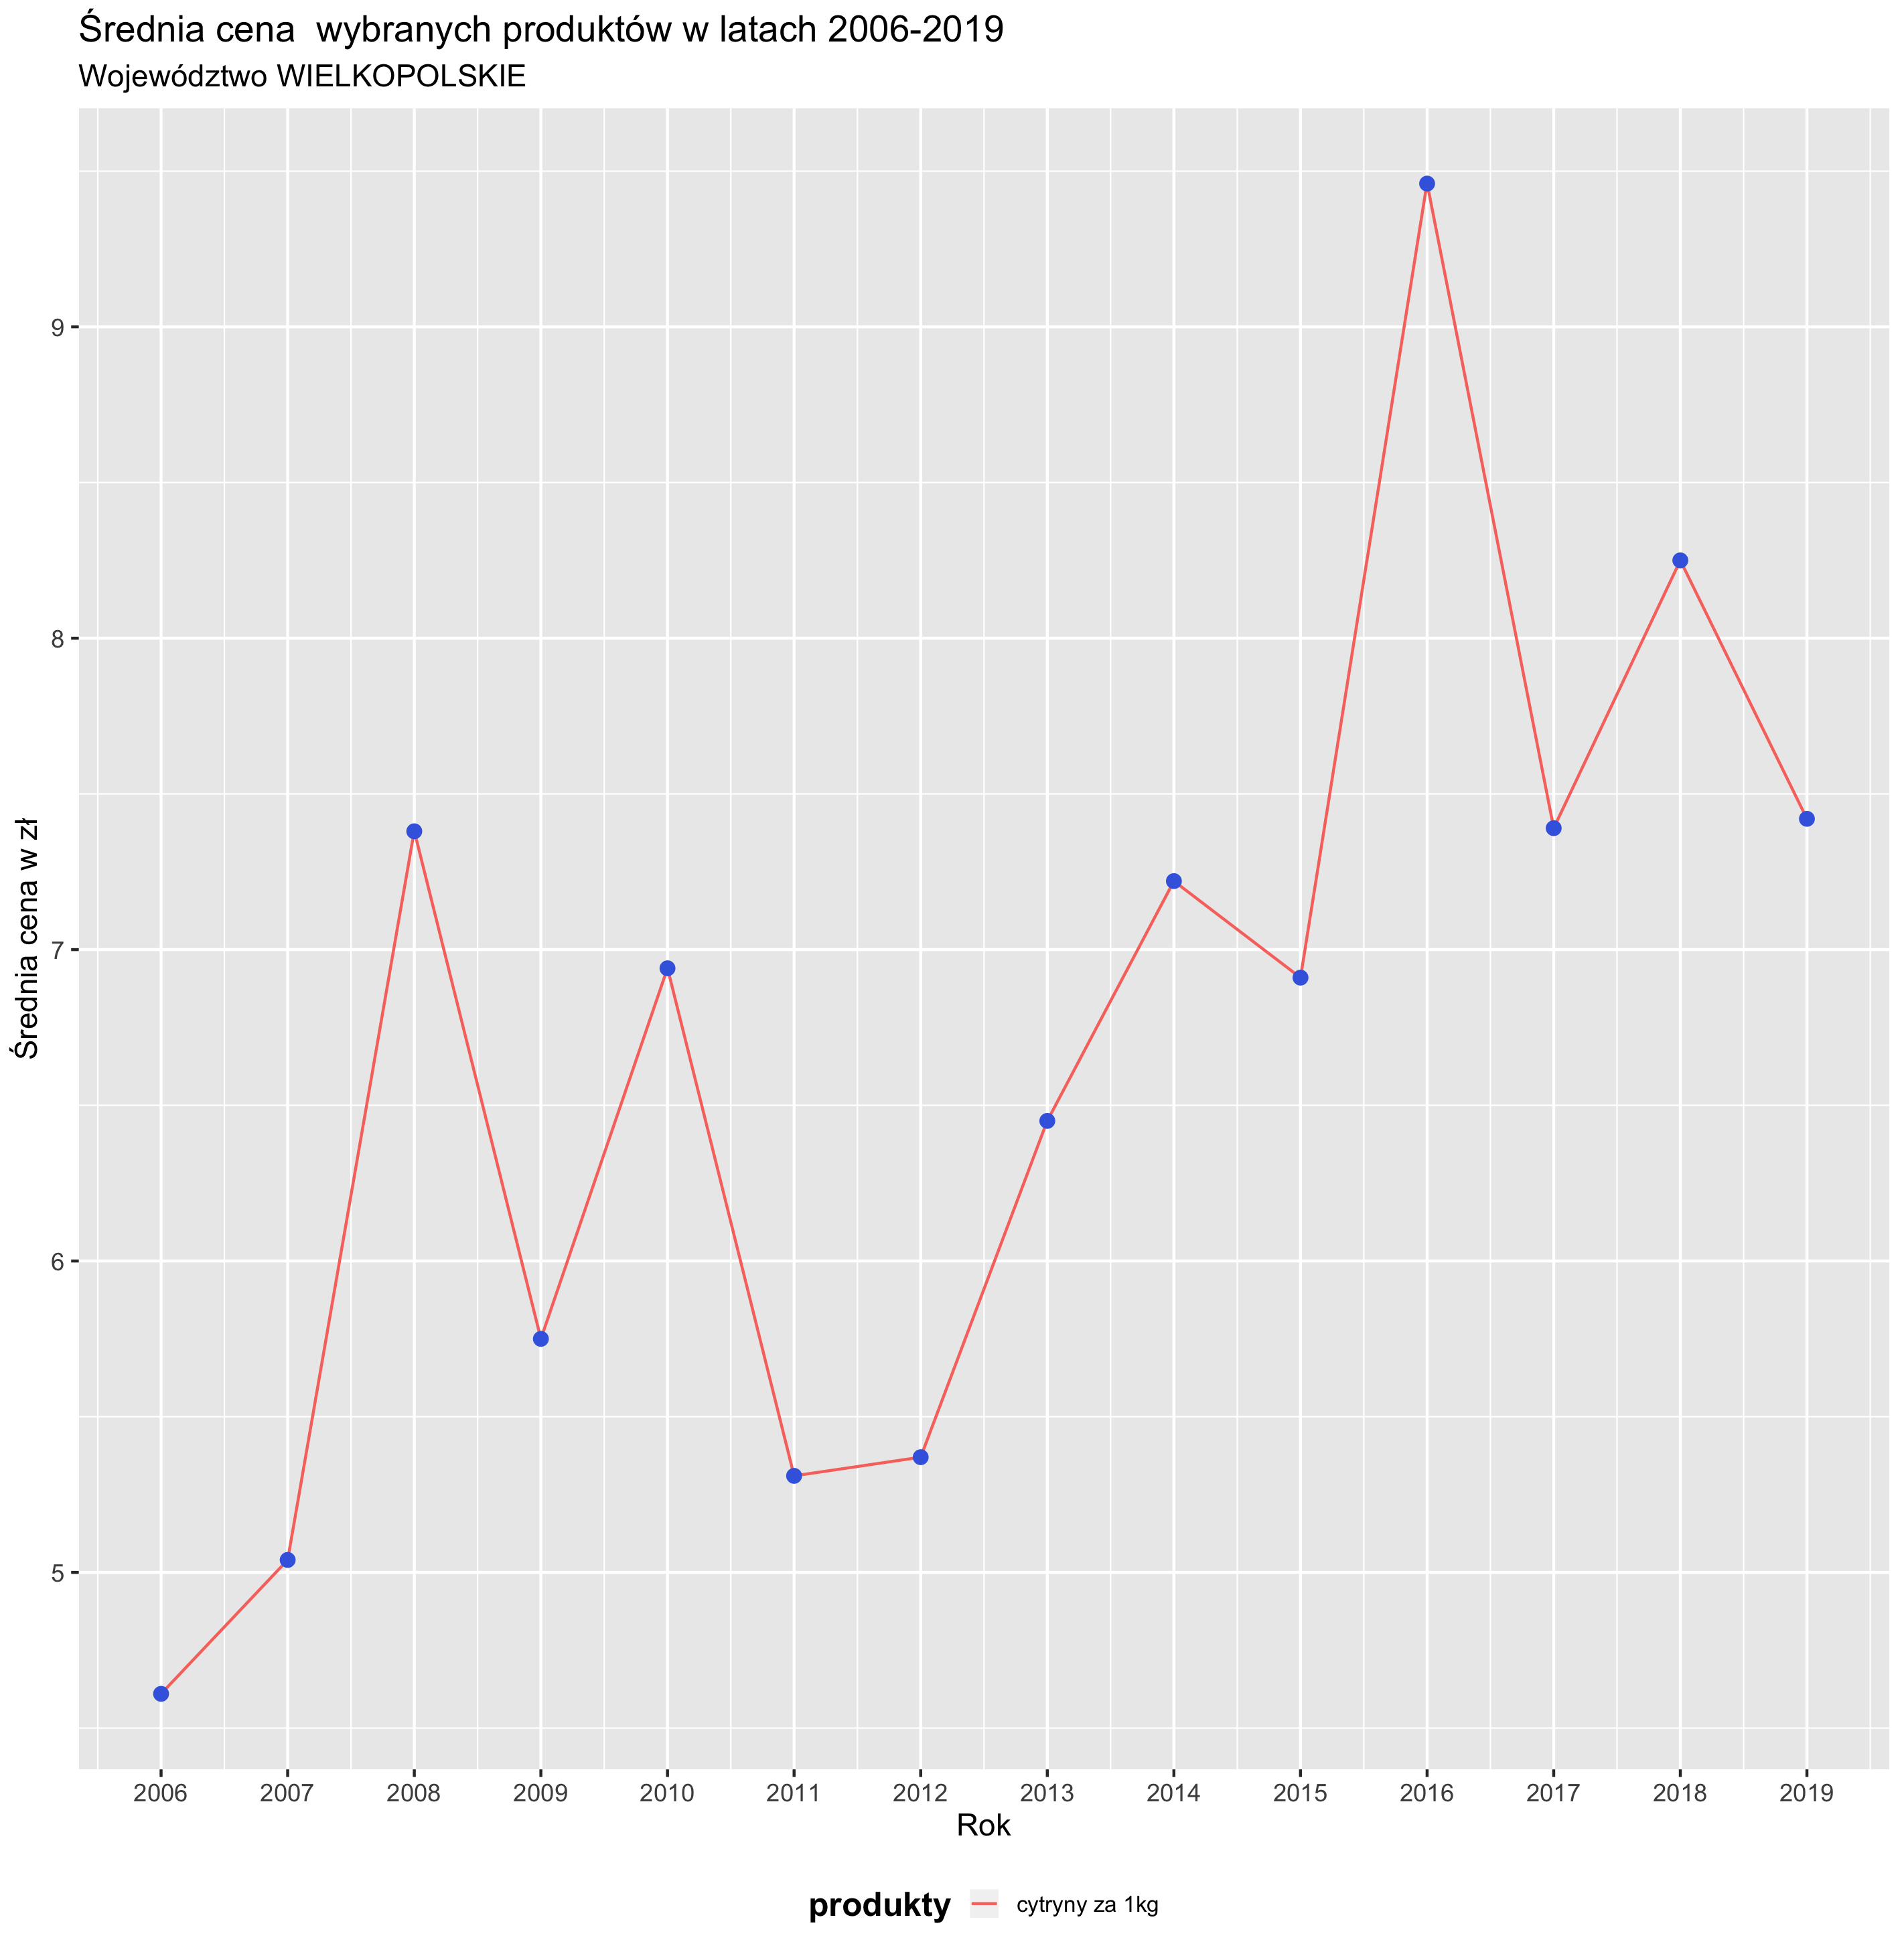 Średnia cena  wybranych produktów w latach 2006-2019
Województwo WIELKOPOLSKIE
Średnia cena w zł
9
8
7
6
5
2006 2007 2008 2009 2010 2011 2012 2013 2014 2015 2016 2017 2018 2019
Rok
produkty cytryny za 1kg